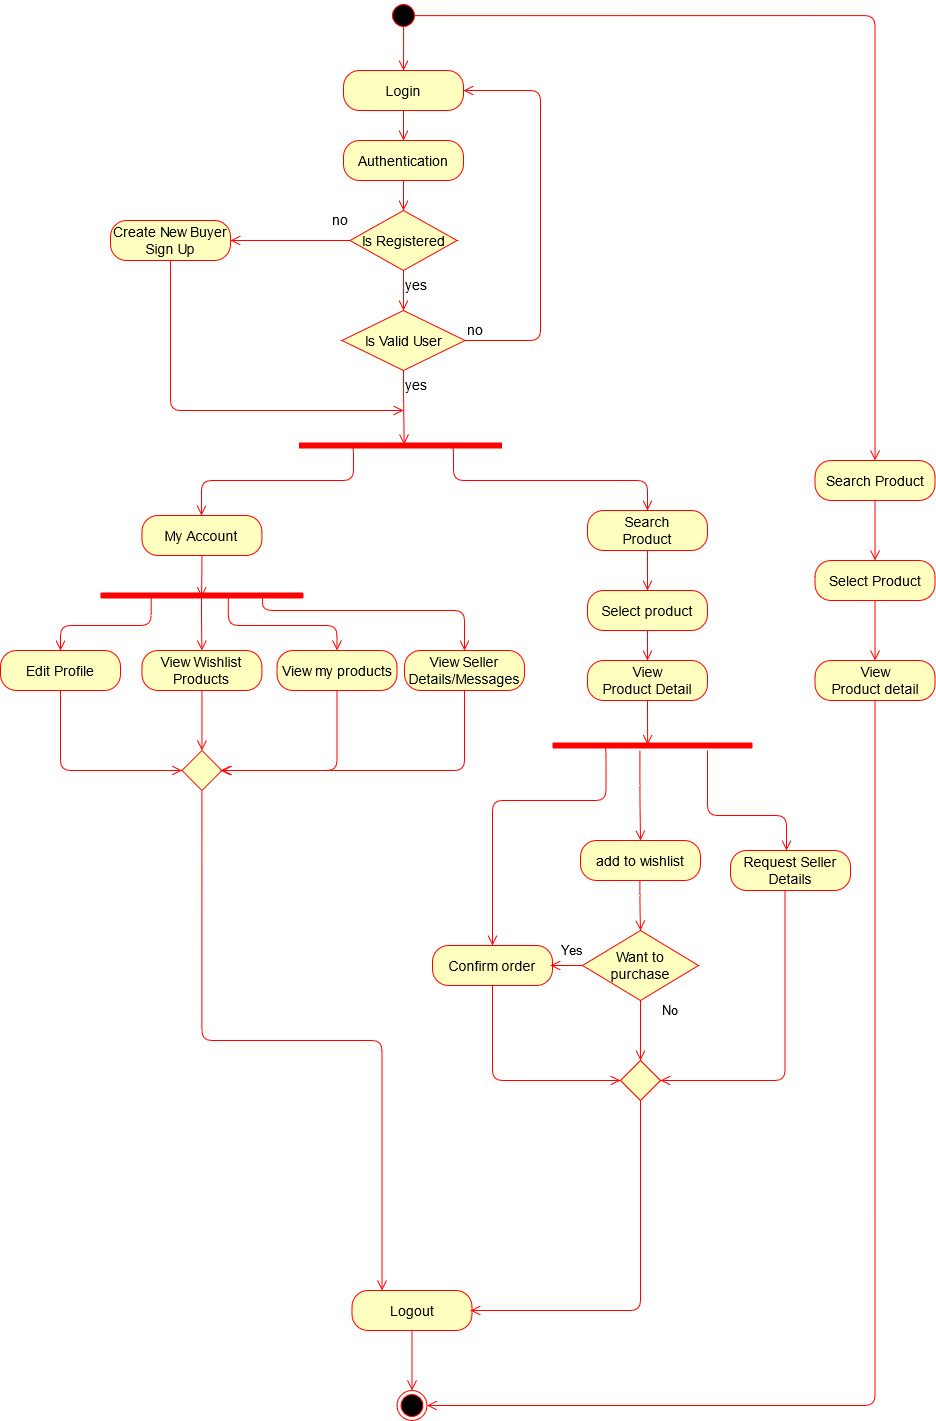 Login
Authentication
no
Create New Buyer
Sign Up
Is Registered
yes
no
Is Valid User
yes
Search Product
My Account
Search
Product
Select Product
Select product
Edit Profile
View Wishlist
Products
View my products
View Seller
Details/Messages
View
Product Detail
View
Product detail
add to wishlist
Request Seller
Details
Yes
Confirm order
Want to
purchase
No
Logout